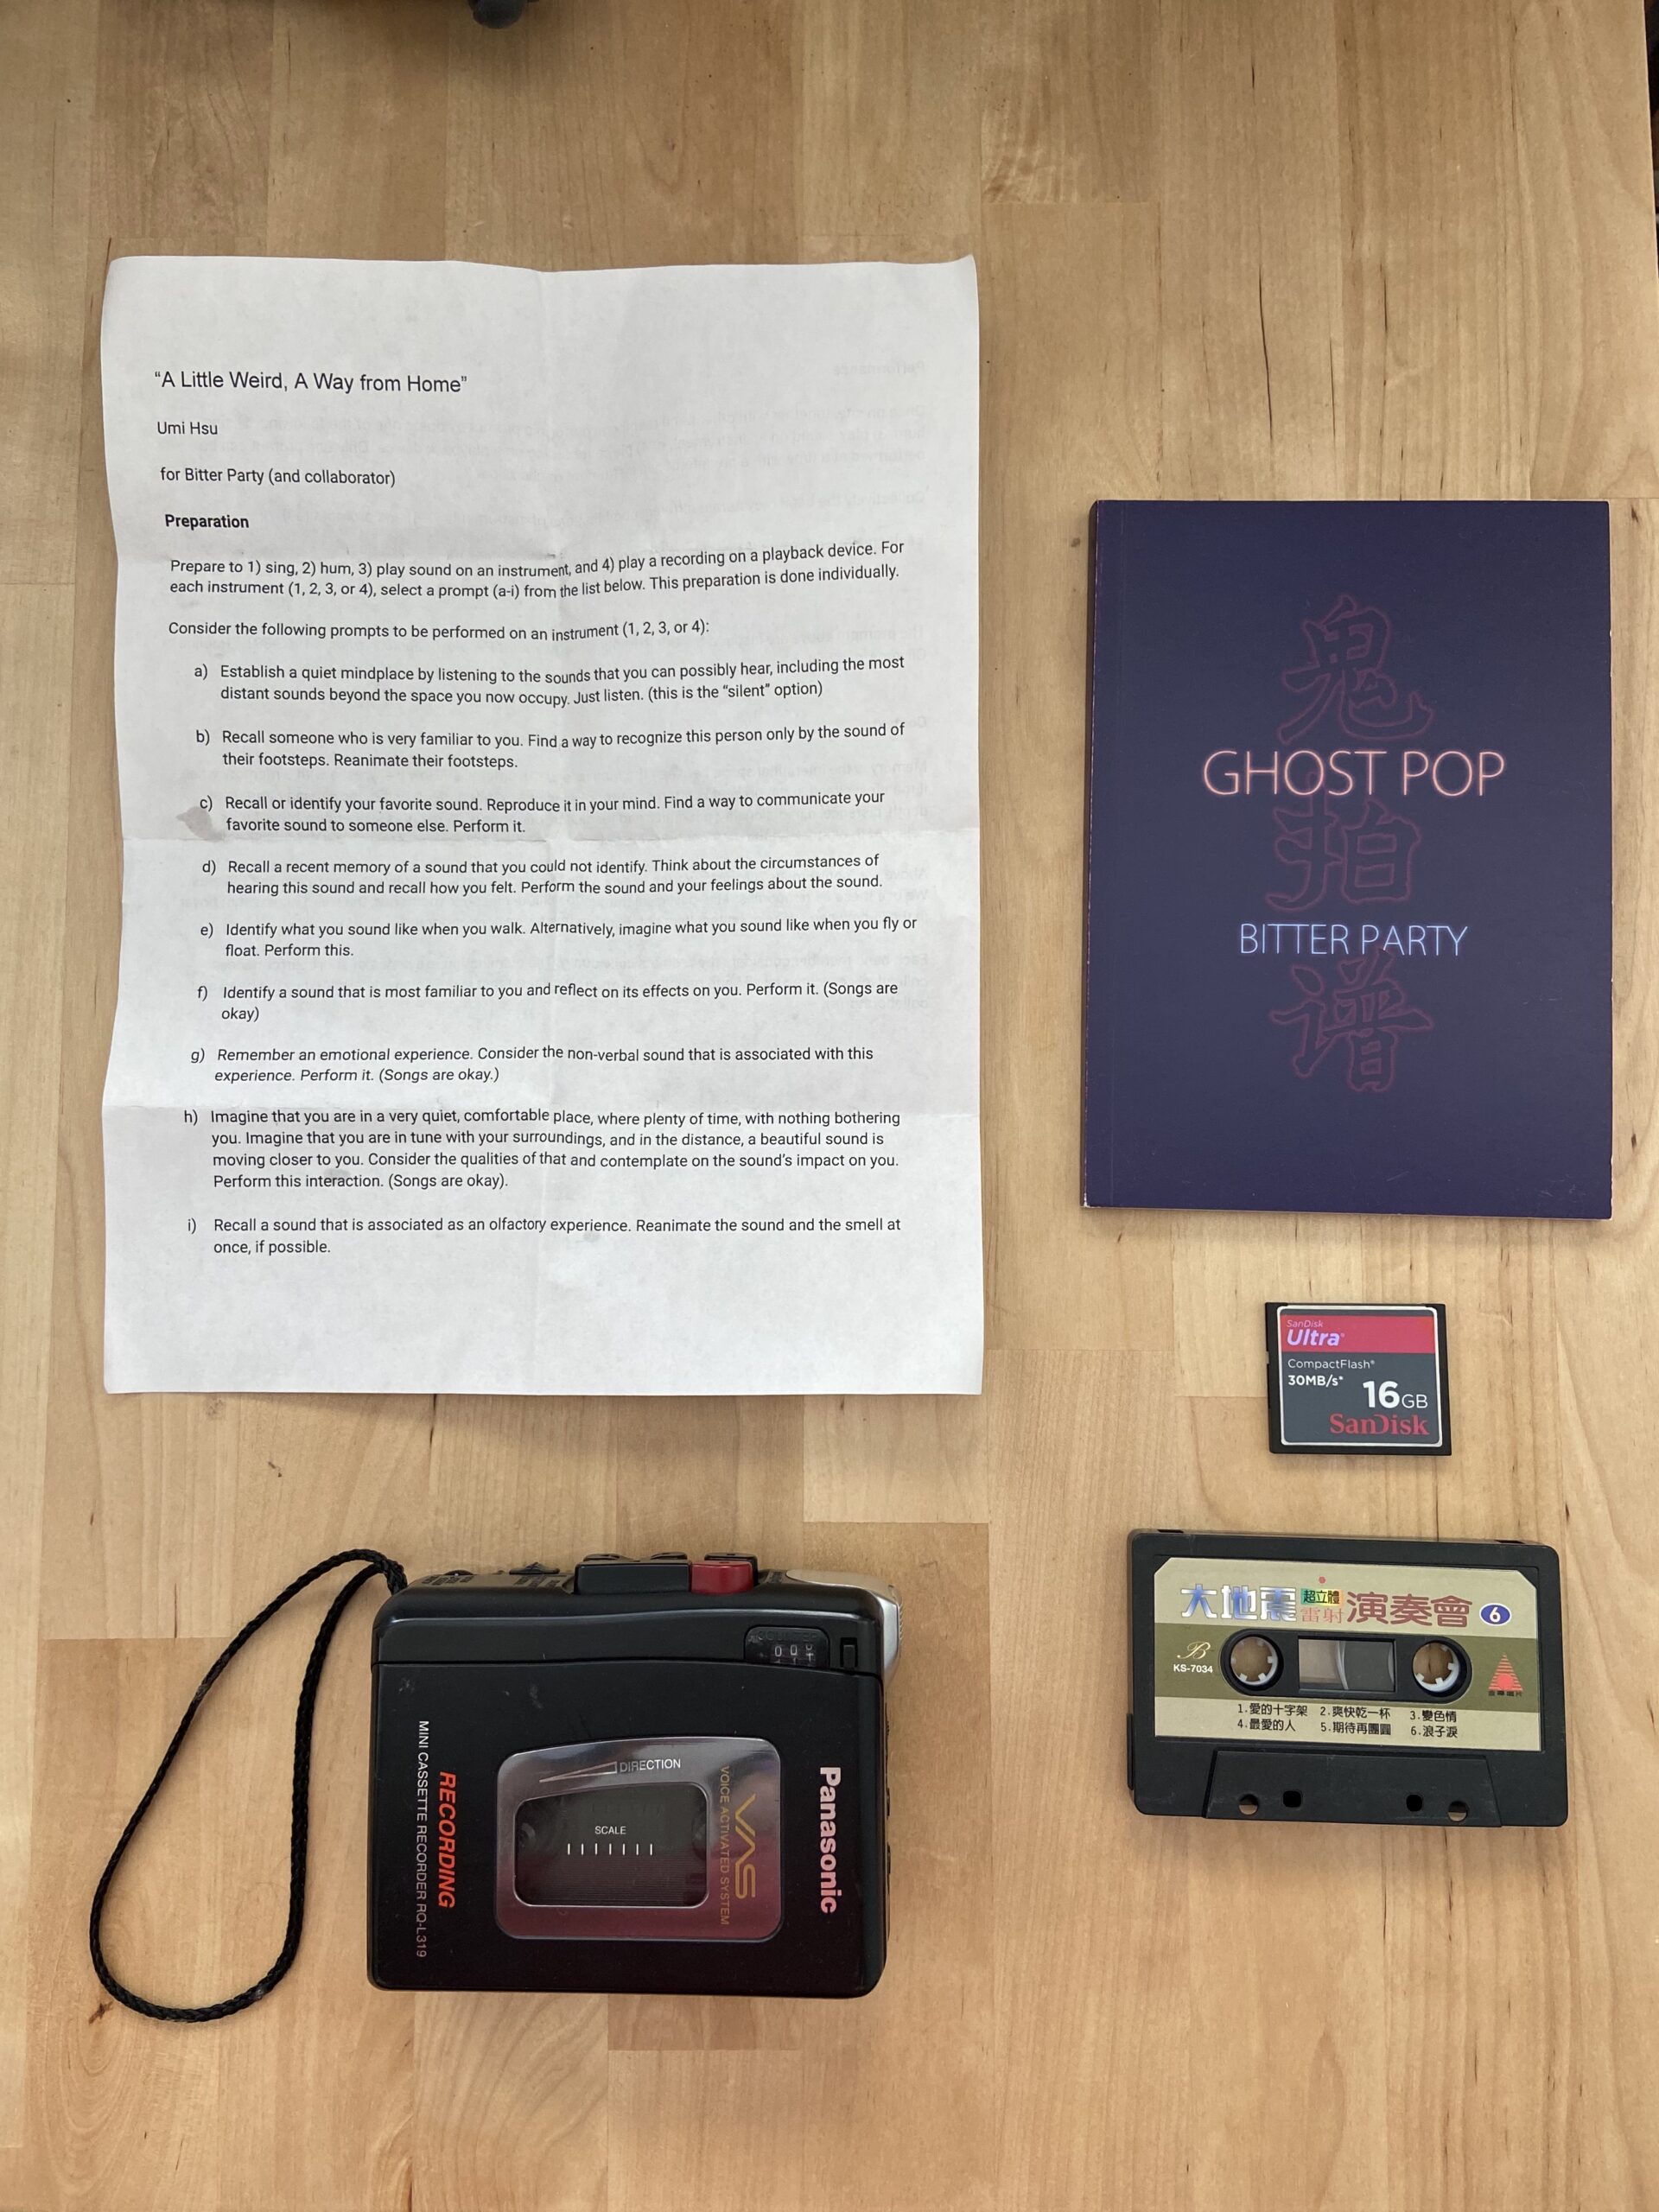 “A Little Weird, A Way from Home”
Umi Hsu
for Bitter Party (and collaborator)
Preparation
Prepare to 1) sing, 2) hum, 3) play sound on an instrument, and 4) play a recording on a playback device. For
each instrument (1, 2, 3, or 4), select a prompt (a-i) from the list below. This preparation is done individually.
Consider the following prompts to be performed on an instrument (1, 2, 3, or 4):
a) Establish a quiet mindplace by listening to the sounds that you can possibly hear, including the most
distant sounds beyond the space you now occupy. Just listen. (this is the “silent” option)
b) Recall someone who is very familiar to you. Find a way to recognize this person only by the sound of
their footsteps. Reanimate their footsteps.
c) Recall or identify your favorite sound. Reproduce it in your mind. Find a way to communicate your
favorite sound to someone else. Perform it.
d) Recall a recent memory of a sound that you could not identify. Think about the circumstances of
hearing this sound and recall how you felt. Perform the sound and your feelings about the sound.
e) Identify what you sound like when you walk. Alternatively, imagine what you sound like when you fly or
float. Perform this.
f) Identify a sound that is most familiar to you and reflect on its effects on you. Perform it. (Songs are
okay)
g) Remember an emotional experience. Consider the non-verbal sound that is associated with this
experience. Perform it. (Songs are okay.)
h) Imagine that you are in a very quiet, comfortable place, where plenty of time, with nothing bothering
you. Imagine that you are in tune with your surroundings, and in the distance, a beautiful sound is
moving closer to you. Consider the qualities of that and contemplate on the sound’s impact on you.
Perform this interaction. (Songs are okay).
i) Recall a sound that is associated as an olfactory experience. Reanimate the sound and the smell at
once, if possible.
鬼
GHOST POP
拍
BITTER PARTY
谱
SanDisk
Ultra®
CompactFlash®
30MB/s*
16GB
SanDisk
大地震 超立體 雷射 演奏會 6
B
KS-7034
1.愛的十字架 2.爽快乾一杯 3.變色情
4.最愛的人 5.期待再團圓 6.浪子淚
Panasonic
VAS
VOICE ACTIVATED SYSTEM
DIRECTION
SCALE
RECORDING
MINI CASSETTE RECORDER RQ-L319